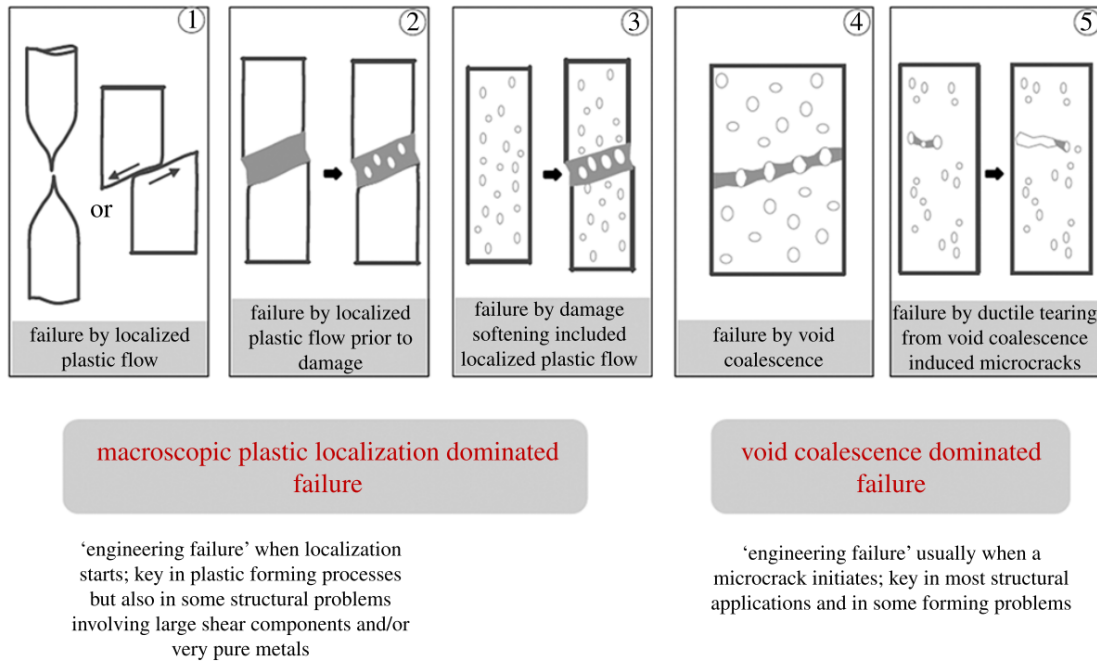 1
or
failure by localized
plastic flow
2
failure by localized
plastic flow prior to
damage
3
failure by damage
softening included
localized plastic flow
4
failure by void
coalescence
5
failure by ductile tearing
from void coalescence
induced microcracks
macroscopic plastic localization dominated
failure
void coalescence dominated
failure
‘engineering failure’ when localization
starts; key in plastic forming processes
but also in some structural problems
involving large shear components and/or
very pure metals
‘engineering failure’ usually when a
microcrack initiates; key in most structural
applications and in some forming problems